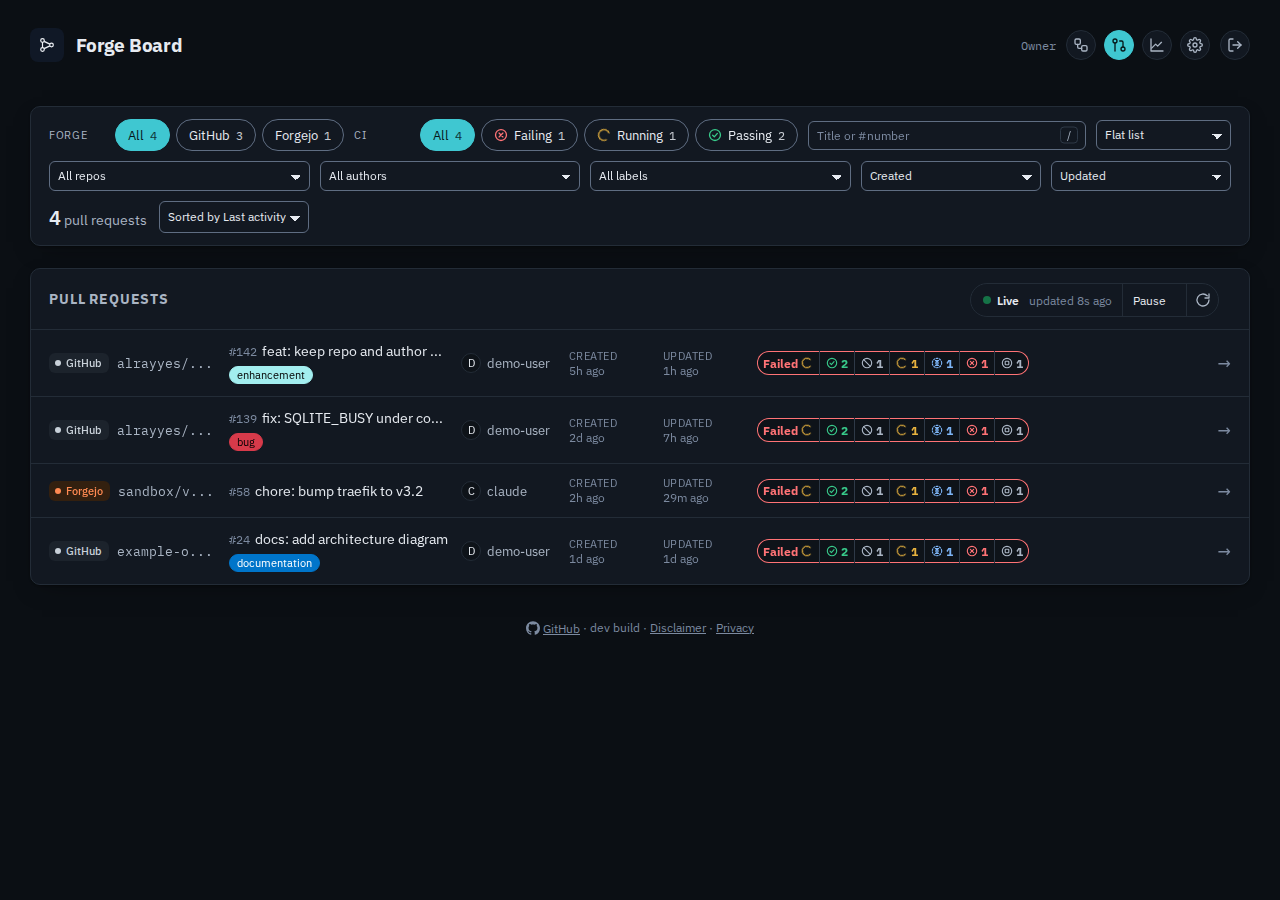 Forge Board
Owner
FORGE All 4 GitHub 3 Forgejo 1 CI All 4 Failing 1 Running 1 Passing 2 Title or #number / Flat list
All repos All authors All labels Created Updated
4 pull requests Sorted by Last activity
PULL REQUESTS Live updated 8s ago Pause
GitHub alrayyes/... #142 feat: keep repo and author ... D demo-user CREATED UPDATED Failed 2 1 1 1 1 1 →
enhancement 5h ago 1h ago
GitHub alrayyes/... #139 fix: SQLITE_BUSY under co... D demo-user CREATED UPDATED Failed 2 1 1 1 1 1 →
bug 2d ago 7h ago
Forgejo sandbox/v... #58 chore: bump traefik to v3.2 C claude CREATED UPDATED Failed 2 1 1 1 1 1 →
2h ago 29m ago
GitHub example-o... #24 docs: add architecture diagram D demo-user CREATED UPDATED Failed 2 1 1 1 1 1 →
documentation 1d ago 1d ago
GitHub · dev build · Disclaimer · Privacy